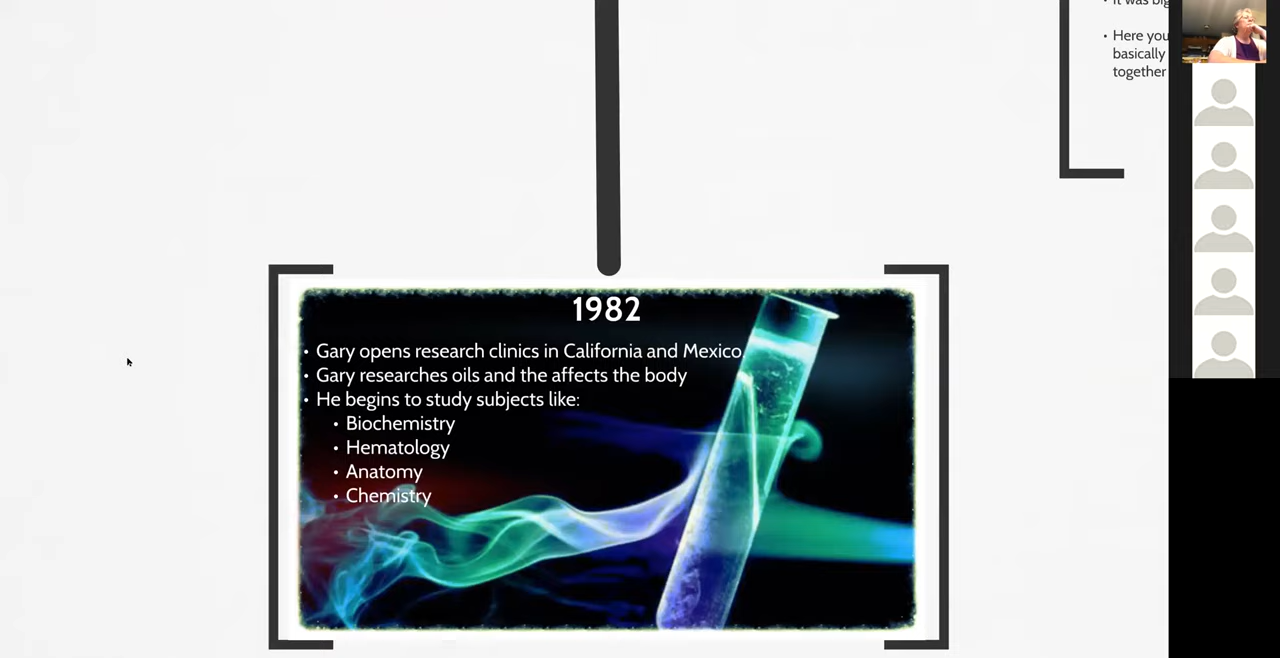 • Here you
basically
together
1982
• Gary opens research clinics in California and Mexico.
• Gary researches oils and the affects the body
• He begins to study subjects like:
• Biochemistry
• Hematology
• Anatomy
• Chemistry